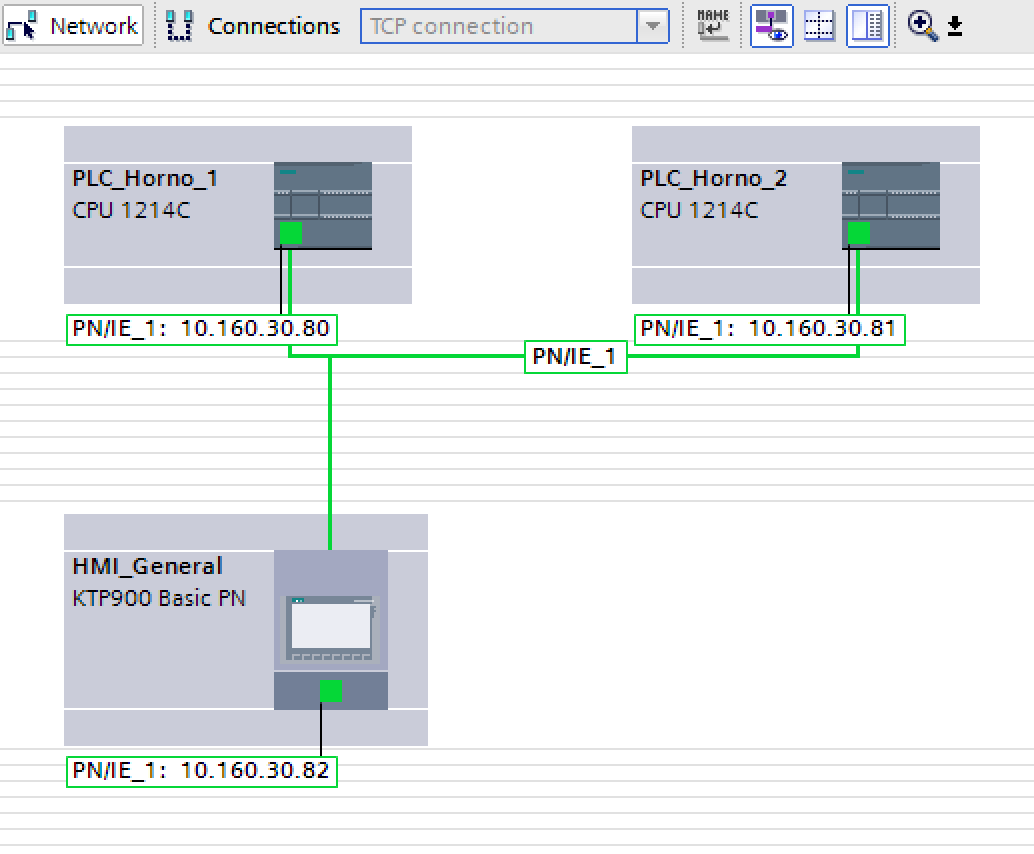 Network
Connections
TCP connection
NAME
PLC_Horno_1
CPU 1214C
PLC_Horno_2
CPU 1214C
PN/IE_1: 10.160.30.80
PN/IE_1: 10.160.30.81
PN/IE_1
HMI_General
KTP900 Basic PN
PN/IE_1: 10.160.30.82